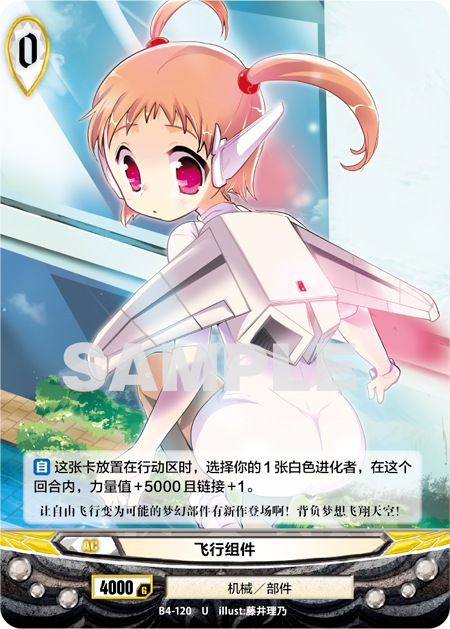 0
SAMPLE
自 这张卡放置在行动区时，选择你的1张白色进化者，在这个
回合内，力量值+5000且链接+1。
让自由飞行变为可能的梦幻部件有新作登场啊！背负梦想飞翔天空！
AC
飞行组件
4000 G
机械／部件
B4-120 U illust:藤井理乃